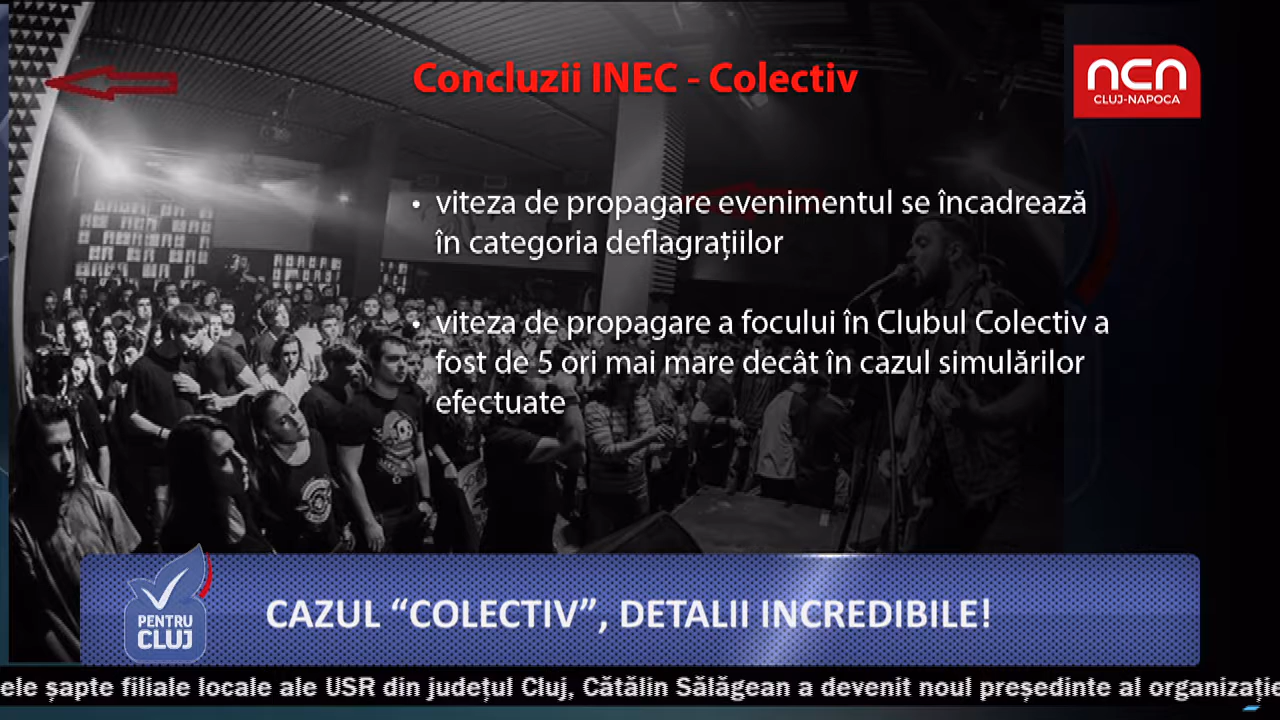 Concluzii INEC - Colectiv
ncn
CLUJ-NAPOCA
• viteza de propagare evenimentul se încadrează
în categoria deflagrațiilor
• viteza de propagare a focului în Clubul Colectiv a
fost de 5 ori mai mare decât în cazul simulărilor
efectuate
PENTRU
CLUJ
CAZUL “COLECTIV”, DETALII INCREDIBILE!
ele șapte filiale locale ale USR din județul Cluj, Cătălin Sălăgean a devenit noul președinte al organizație